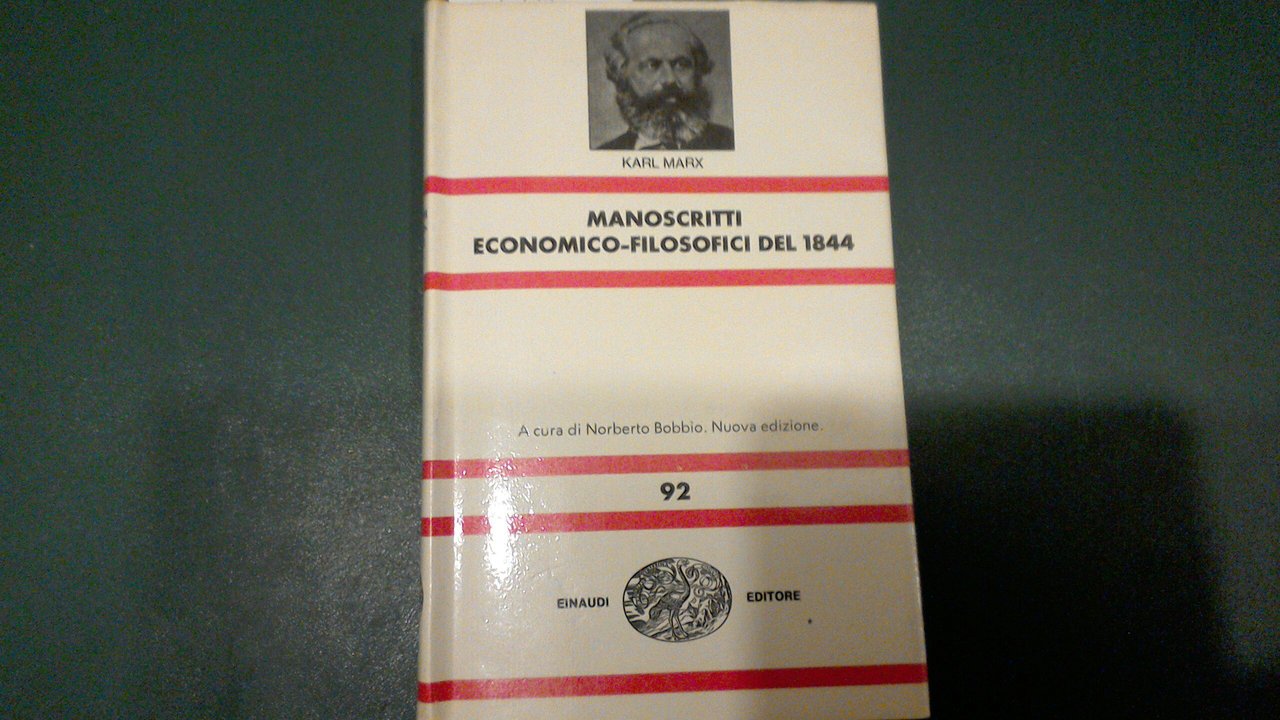 KARL MARX
MANOSCRITTI
ECONOMICO-FILOSOFICI DEL 1844
A cura di Norberto Bobbio. Nuova edizione.
92
EINAUDI EDITORE